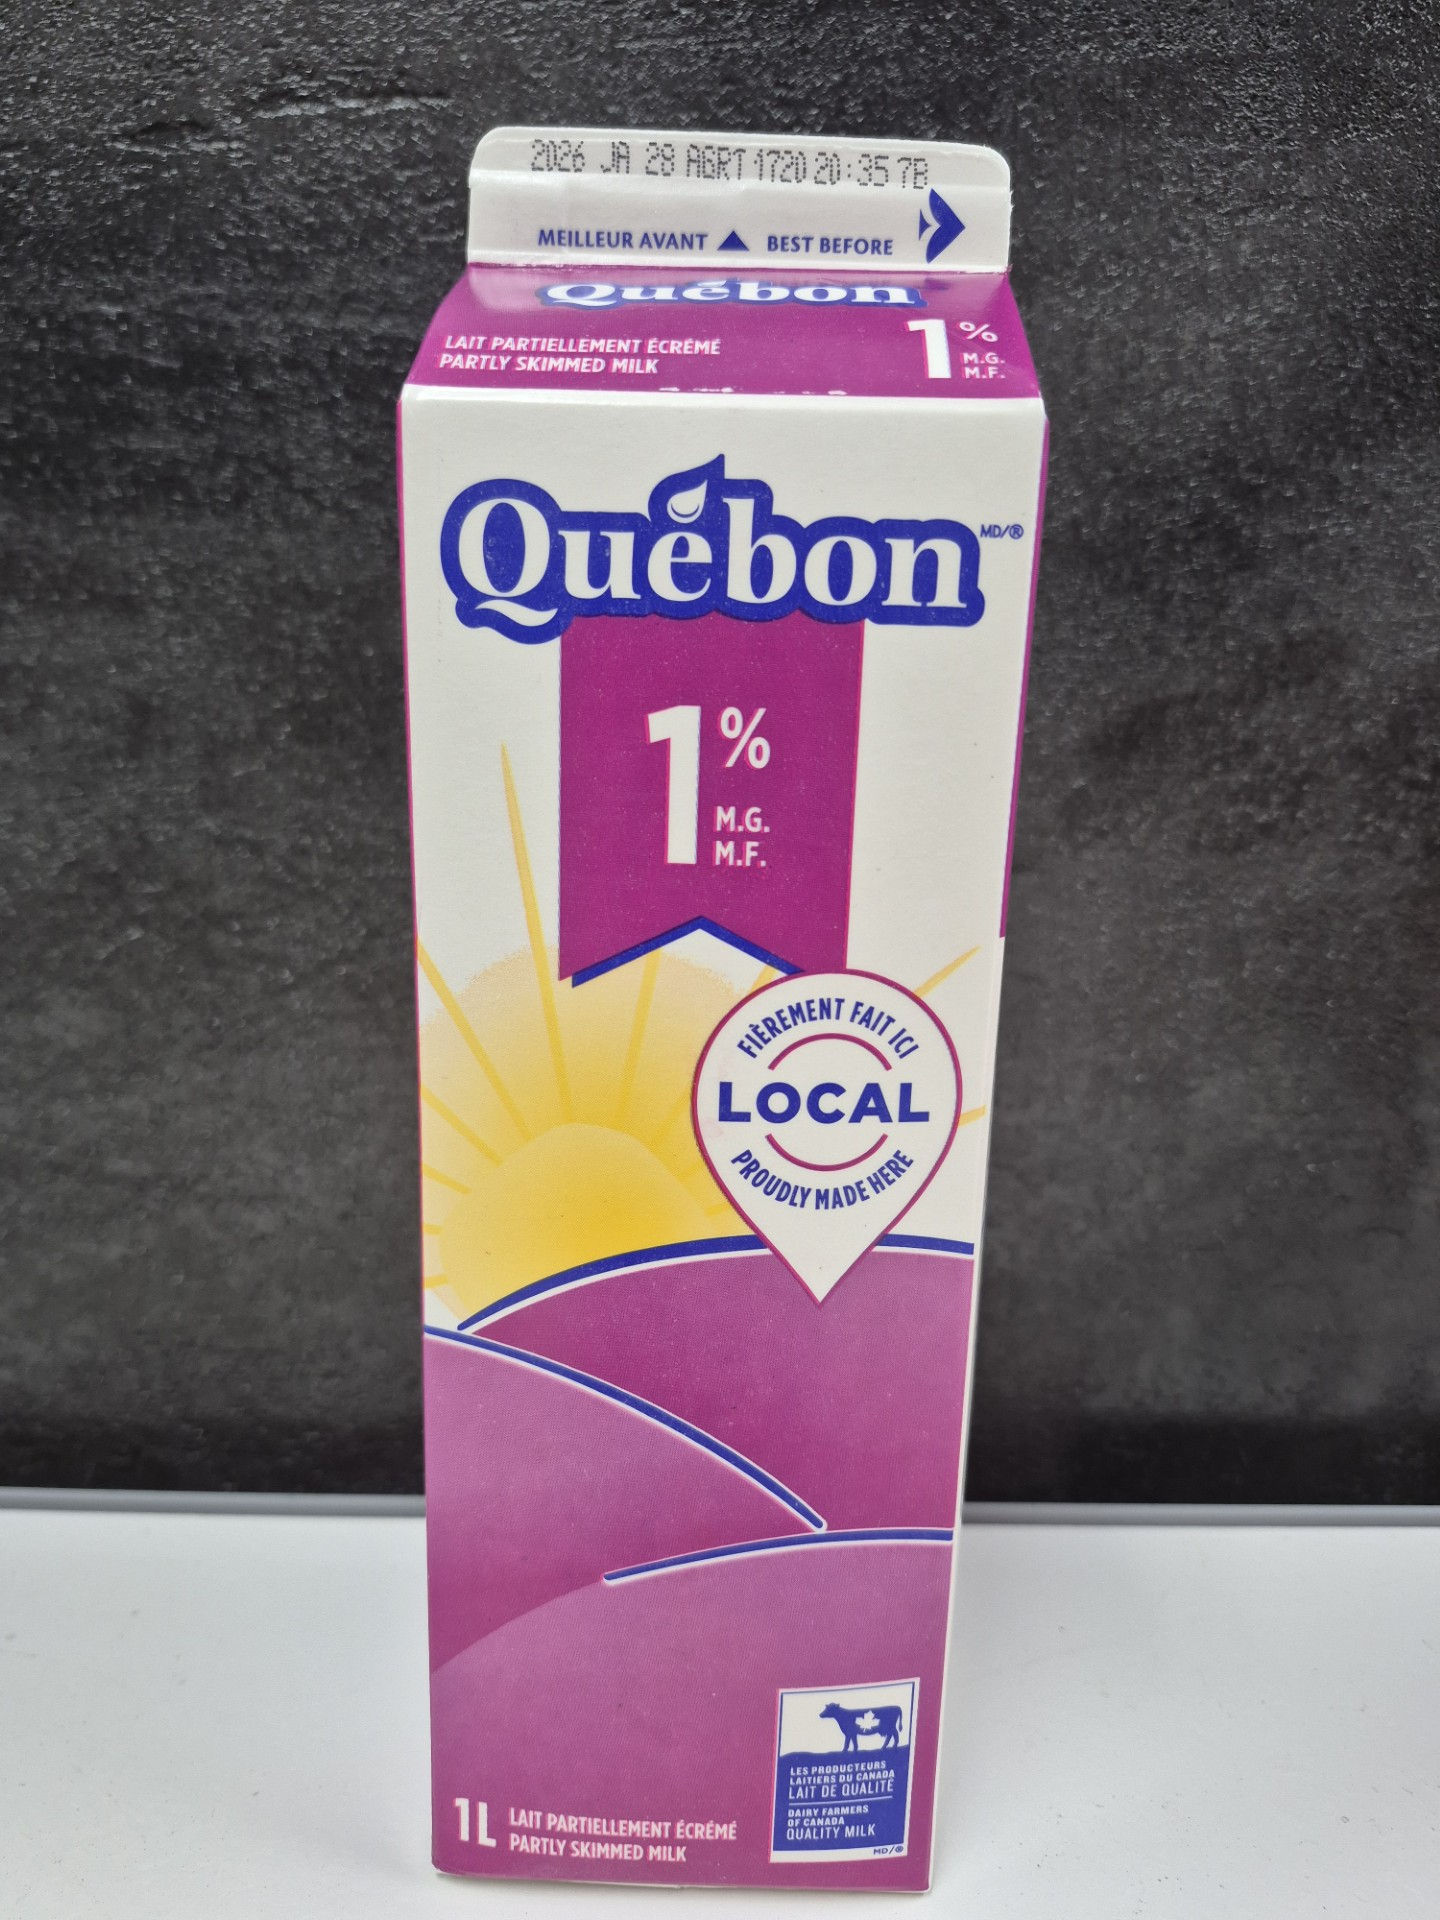 2026 JA 28 AGRT 1720 20:35 7B
MEILLEUR AVANT ▲ BEST BEFORE
Québon
LAIT PARTIELLEMENT ÉCRÉMÉ
PARTLY SKIMMED MILK
1%
M.G.
M.F.
Québon MD/®
1%
M.G.
M.F.
FIÈREMENT FAIT ICI
LOCAL
PROUDLY MADE HERE
LES PRODUCTEURS
LAITIERS DU CANADA
LAIT DE QUALITÉ
DAIRY FARMERS
OF CANADA
QUALITY MILK
MD/®
1L
LAIT PARTIELLEMENT ÉCRÉMÉ
PARTLY SKIMMED MILK